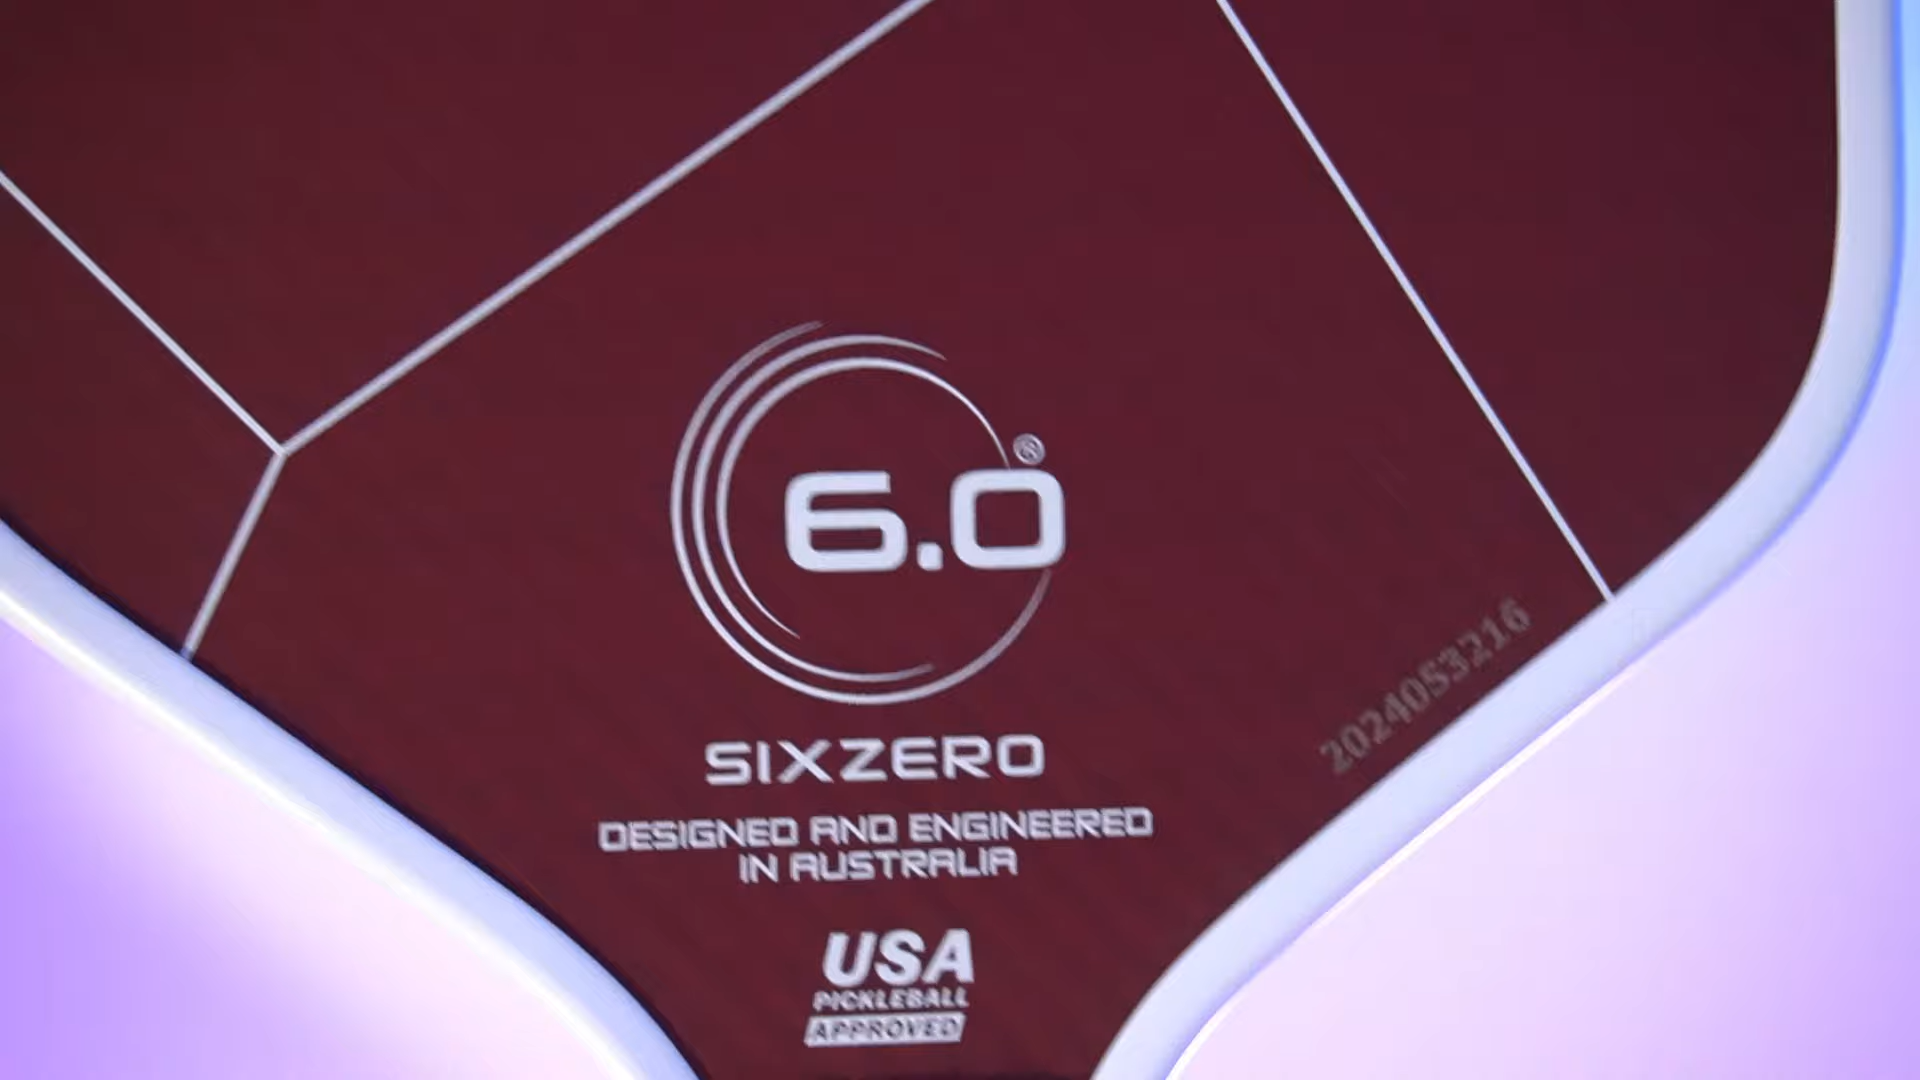 6.0®
SIXZERO
DESIGNED AND ENGINEERED
IN AUSTRALIA
USA
PICKLEBALL
APPROVED
2024053216